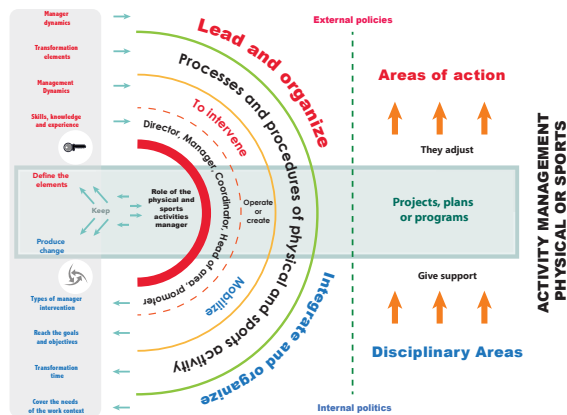 Manager
dynamics
Transformation
elements
Management
Dynamics
Skills, knowledge
and experience
Define the
elements
Keep
Produce
change
Types of manager
intervention
Reach the goals
and objectives
Transformation
time
Cover the needs
of the work context
Role of the
physical and
sports
activities
manager
Director, Manager, Coordinator, Head of area, promoter
To intervene
Mobilize
Operate
or
create
Processes and procedures of physical and sports activity
Lead and organize
Integrate and organize
External policies
Areas of action
They adjust
Projects, plans
or programs
Give support
Disciplinary Areas
Internal politics
ACTIVITY MANAGEMENT
PHYSICAL OR SPORTS